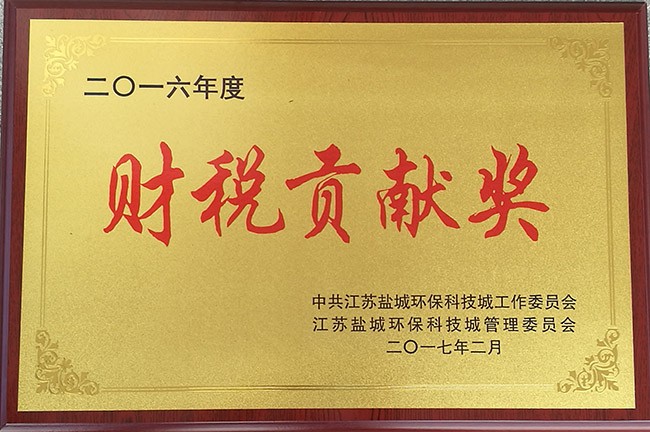 二〇一六年度
财税贡献奖
中共江苏盐城环保科技城工作委员会
江苏盐城环保科技城管理委员会
二〇一七年二月